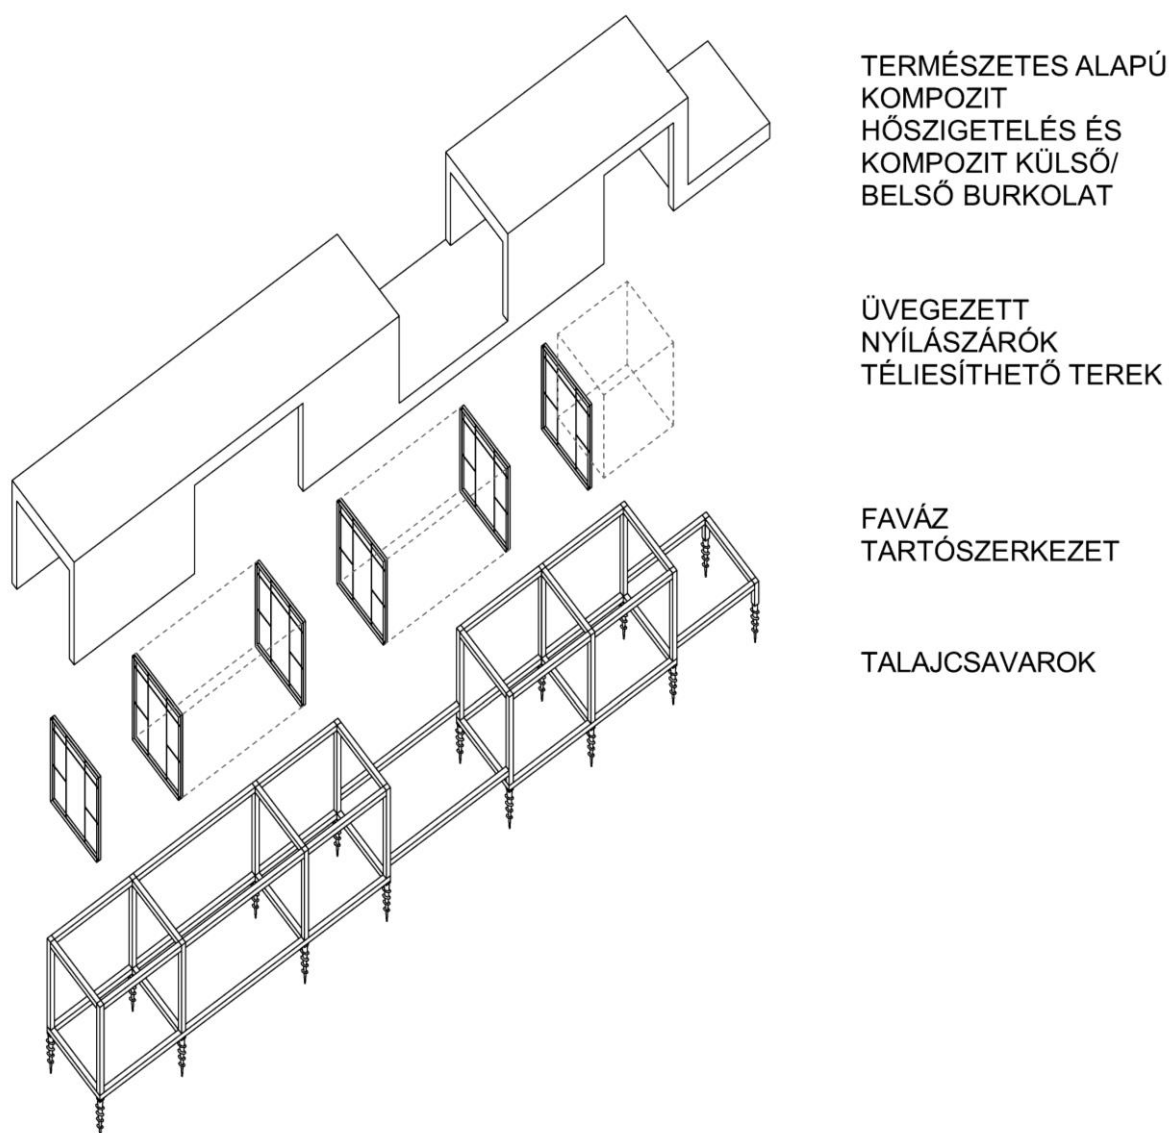 TERMÉSZETES ALAPÚ
KOMPOZIT
HŐSZIGETELÉS ÉS
KOMPOZIT KÜLSŐ/
BELSŐ BURKOLAT
ÜVEGEZETT
NYÍLÁSZÁRÓK
TÉLIESÍTHETŐ TEREK
FAVÁZ
TARTÓSZERKEZET
TALAJCSAVAROK